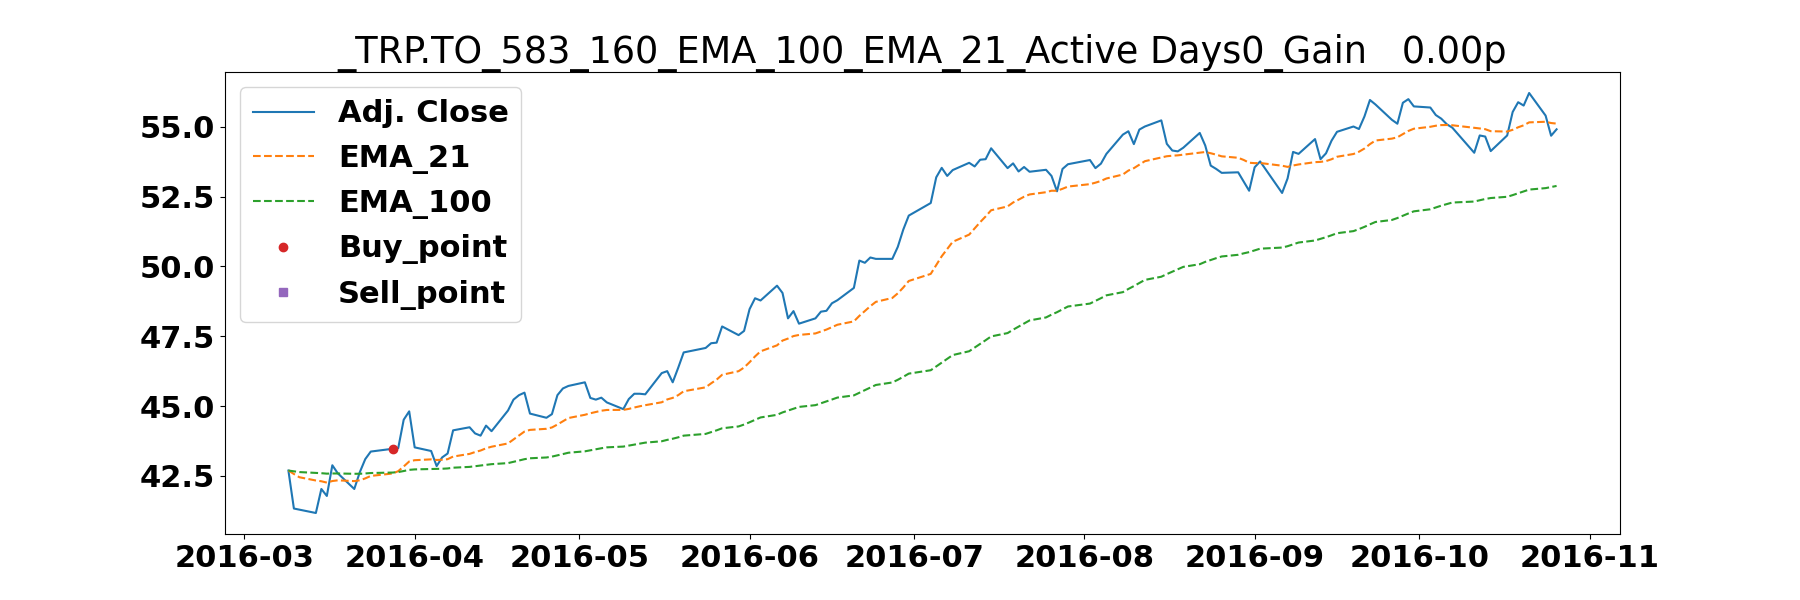 _TRP.TO_583_160_EMA_100_EMA_21_Active Days0_Gain   0.00p
Adj. Close
EMA_21
EMA_100
Buy_point
Sell_point
55.0
52.5
50.0
47.5
45.0
42.5
2016-03 2016-04 2016-05 2016-06 2016-07 2016-08 2016-09 2016-10 2016-11